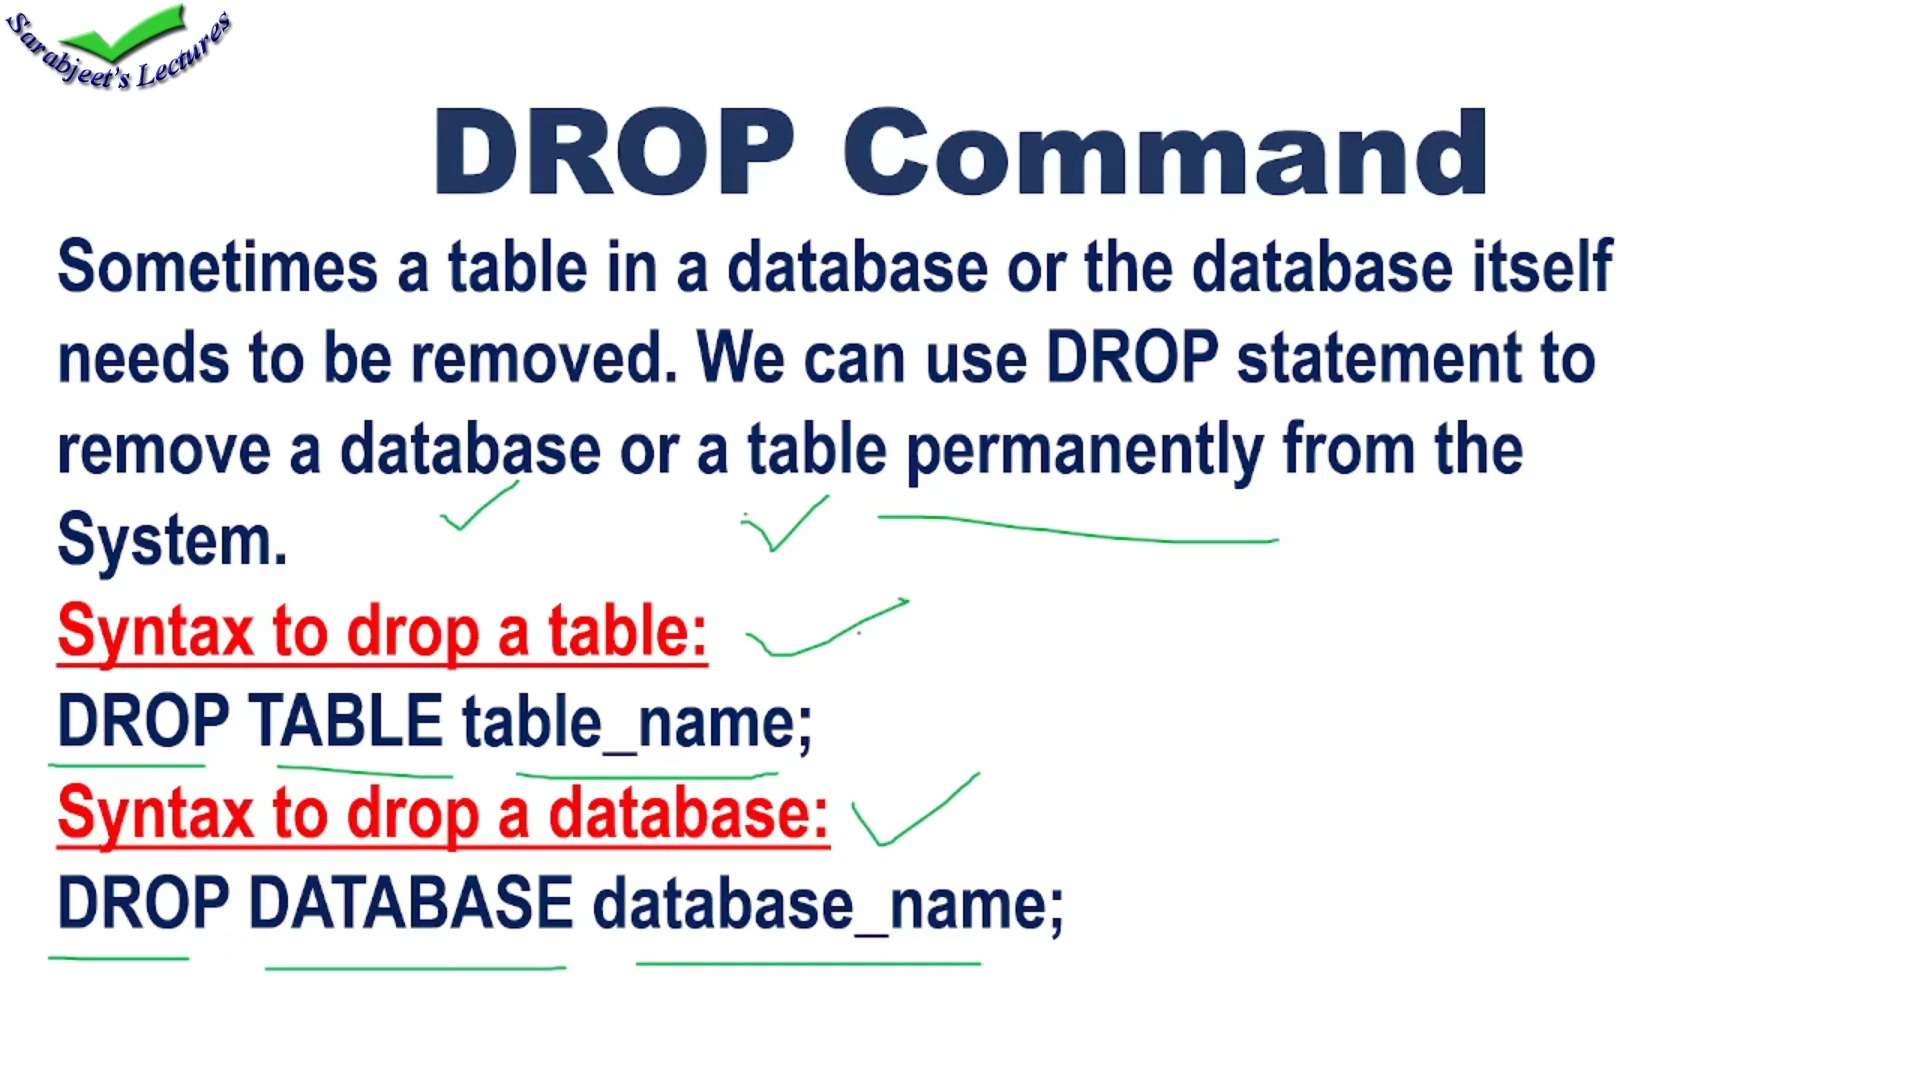 Sarabjeet's Lectures
DROP Command
Sometimes a table in a database or the database itself
needs to be removed. We can use DROP statement to
remove a database or a table permanently from the
System.
Syntax to drop a table:
DROP TABLE table_name;
Syntax to drop a database:
DROP DATABASE database_name;